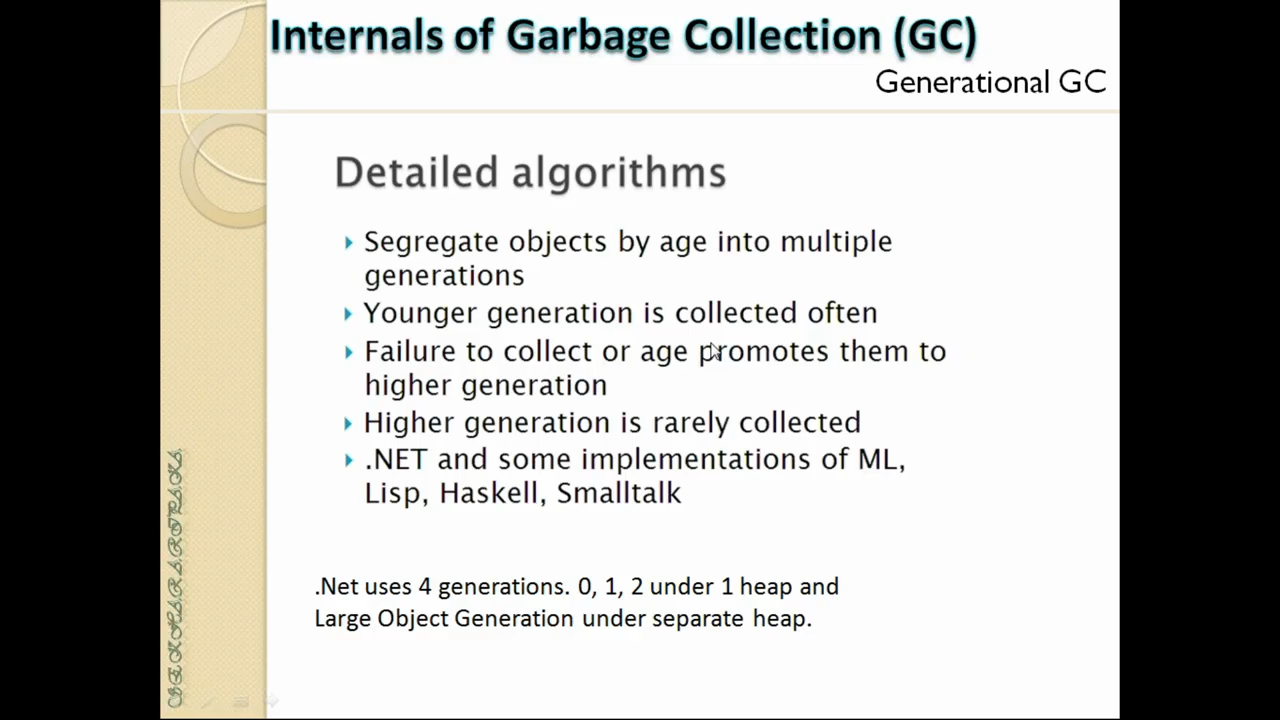 Internals of Garbage Collection (GC)
Generational GC
Detailed algorithms
Segregate objects by age into multiple
generations
Younger generation is collected often
Failure to collect or age promotes them to
higher generation
Higher generation is rarely collected
.NET and some implementations of ML,
Lisp, Haskell, Smalltalk
.Net uses 4 generations. 0, 1, 2 under 1 heap and
Large Object Generation under separate heap.